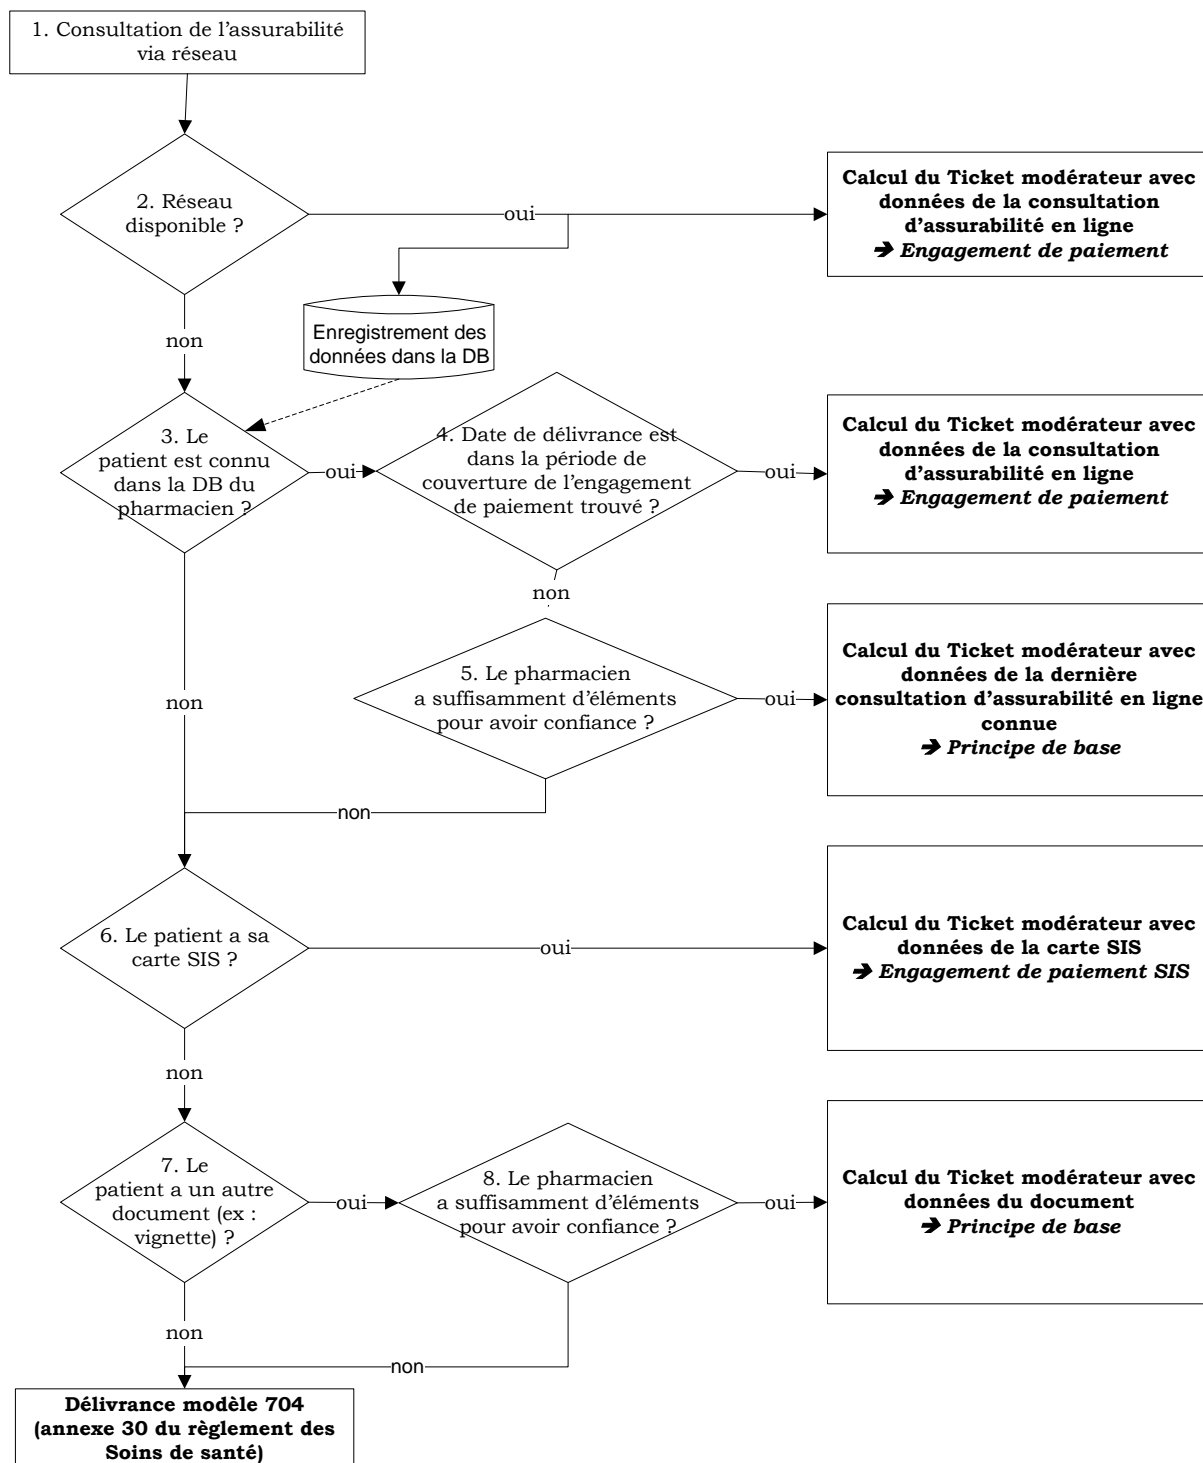 1. Consultation de l’assurabilité
via réseau
2. Réseau
disponible ?
oui
Calcul du Ticket modérateur avec
données de la consultation
d’assurabilité en ligne
➔ Engagement de paiement
non
Enregistrement des
données dans la DB
3. Le
patient est connu
dans la DB du
pharmacien ?
oui
4. Date de délivrance est
dans la période de
couverture de l’engagement
de paiement trouvé ?
oui
Calcul du Ticket modérateur avec
données de la consultation
d’assurabilité en ligne
➔ Engagement de paiement
non
non
5. Le pharmacien
a suffisamment d’éléments
pour avoir confiance ?
oui
Calcul du Ticket modérateur avec
données de la dernière
consultation d’assurabilité en ligne
connue
➔ Principe de base
non
6. Le patient a sa
carte SIS ?
oui
Calcul du Ticket modérateur avec
données de la carte SIS
➔ Engagement de paiement SIS
non
7. Le
patient a un autre
document (ex :
vignette) ?
oui
8. Le pharmacien
a suffisamment d’éléments
pour avoir confiance ?
oui
Calcul du Ticket modérateur avec
données du document
➔ Principe de base
non
non
Délivrance modèle 704
(annexe 30 du règlement des
Soins de santé)